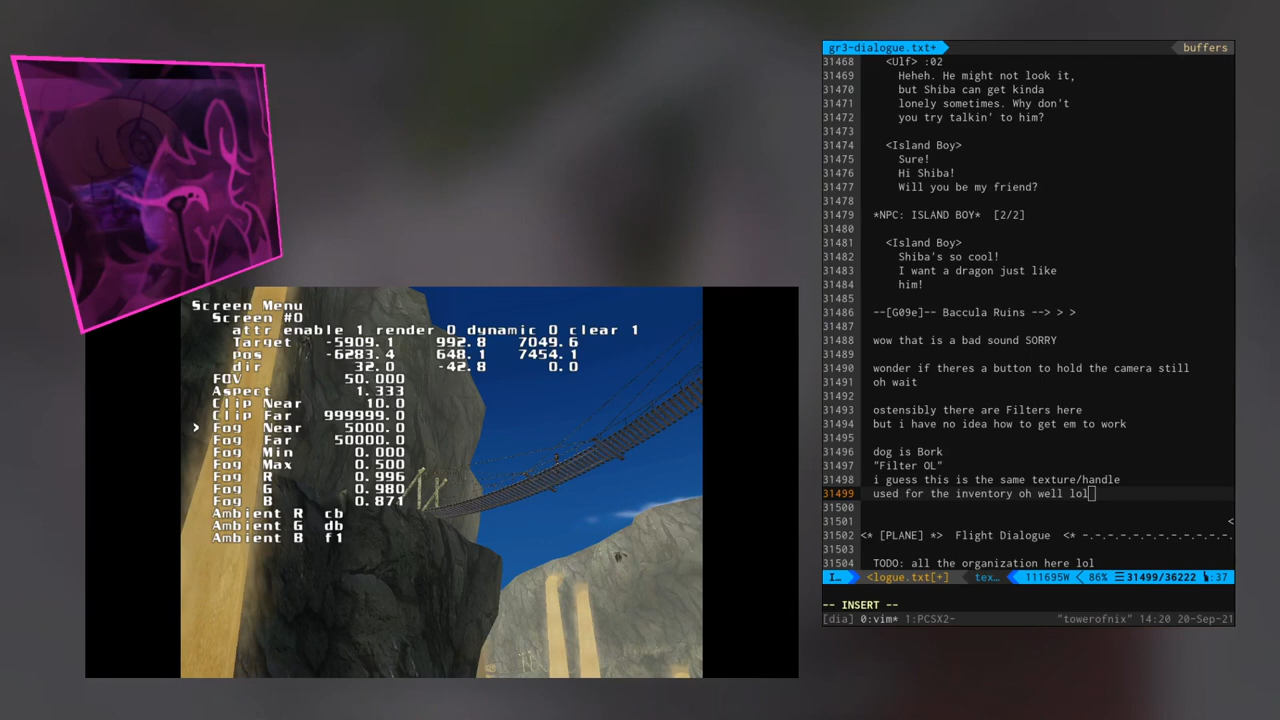 Screen Menu
Screen #0
attr enable 1 render 0 dynamic 0 clear 1
Target -5909.1 992.8 7049.6
pos -6283.4 648.1 7454.1
dir 32.0 -42.8 0.0
FOV 50.000
Aspect 1.333
Clip Near 10.0
Clip Far 999999.0
> Fog Near 5000.0
Fog Far 50000.0
Fog Min 0.000
Fog Max 0.500
Fog R 0.996
Fog G 0.980
Fog B 0.871
Ambient R cb
Ambient G db
Ambient B f1
gr3-dialogue.txt+ buffers
31468 <Ulf> :02
31469 Heheh. He might not look it,
31470 but Shiba can get kinda
31471 lonely sometimes. Why don't
31472 you try talkin' to him?
31473
31474 <Island Boy>
31475 Sure!
31476 Hi Shiba!
31477 Will you be my friend?
31478
31479 *NPC: ISLAND BOY* [2/2]
31480
31481 <Island Boy>
31482 Shiba's so cool!
31483 I want a dragon just like
31484 him!
31485
31486 --[G09e]-- Baccula Ruins --> > >
31487
31488 wow that is a bad sound SORRY
31489
31490 wonder if theres a button to hold the camera still
31491 oh wait
31492
31493 ostensibly there are Filters here
31494 but i have no idea how to get em to work
31495
31496 dog is Bork
31497 "Filter OL"
31498 i guess this is the same texture/handle
31499 used for the inventory oh well lol
31500
31501 <
31502 <* [PLANE] *> Flight Dialogue <* -.-.-.-.-.-.-.-.-.-.-.-.
31503
31504 TODO: all the organization here lol
I… <logue.txt[+] tex… 111695W 86% ☰31499/36222 :37
-- INSERT --
[dia] 0:vim* 1:PCSX2- "towerofnix" 14:20 20-Sep-21